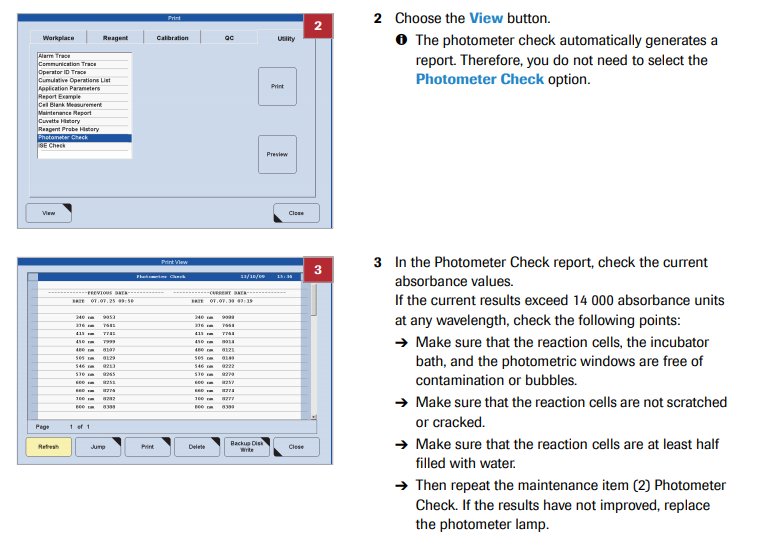 Print
2
Workplace Reagent Calibration QC Utility
Alarm Trace
Communication Trace
Operator ID Trace
Cumulative Operations List
Application Parameters
Report Example
Cell Blank Measurement
Maintenance Report
Cuvette History
Reagent Probe History
Photometer Check
ISE Check
Print
Preview
View
Close
2 Choose the View button.
The photometer check automatically generates a
report. Therefore, you do not need to select the
Photometer Check option.
Print View
3
Photometer Check 13/10/09 15:36
PREVIOUS DATA CURRENT DATA
DATE 07.07.25 09:50 DATE 07.07.30 07:19
340 nm 9053 340 nm 9088
376 nm 7641 376 nm 7664
415 nm 7741 415 nm 7764
450 nm 7999 450 nm 8014
480 nm 8107 480 nm 8121
505 nm 8129 505 nm 8140
546 nm 8213 546 nm 8222
570 nm 8265 570 nm 8270
600 nm 8251 600 nm 8257
660 nm 8276 660 nm 8274
700 nm 8282 700 nm 8277
800 nm 8388 800 nm 8380
Page 1 of 1
Refresh
Jump
Print
Delete
Backup Disk
Write
Close
3 In the Photometer Check report, check the current
absorbance values.
If the current results exceed 14 000 absorbance units
at any wavelength, check the following points:
→ Make sure that the reaction cells, the incubator
bath, and the photometric windows are free of
contamination or bubbles.
→ Make sure that the reaction cells are not scratched
or cracked.
→ Make sure that the reaction cells are at least half
filled with water.
→ Then repeat the maintenance item (2) Photometer
Check. If the results have not improved, replace
the photometer lamp.